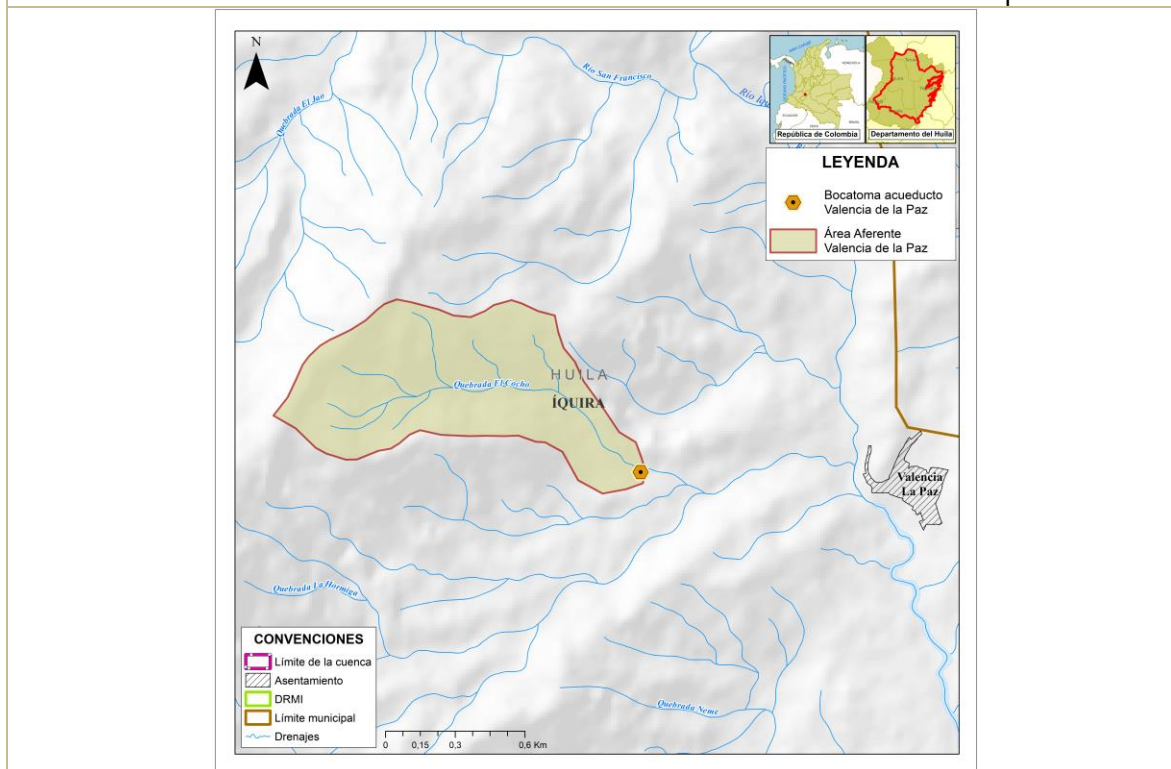 N
Río San Francisco
Quebrada El Jao
República de Colombia
Departamento del Huila
LEYENDA
Bocatoma acueducto
Valencia de la Paz
Área Aferente
Valencia de la Paz
HUILA
Quebrada El Cocho
ÍQUIRA
Valencia
La Paz
Quebrada La Hormiga
Quebrada Neme
CONVENCIONES
Límite de la cuenca
Asentamiento
DRMI
Límite municipal
Drenajes
0 0,15 0,3 0,6 Km